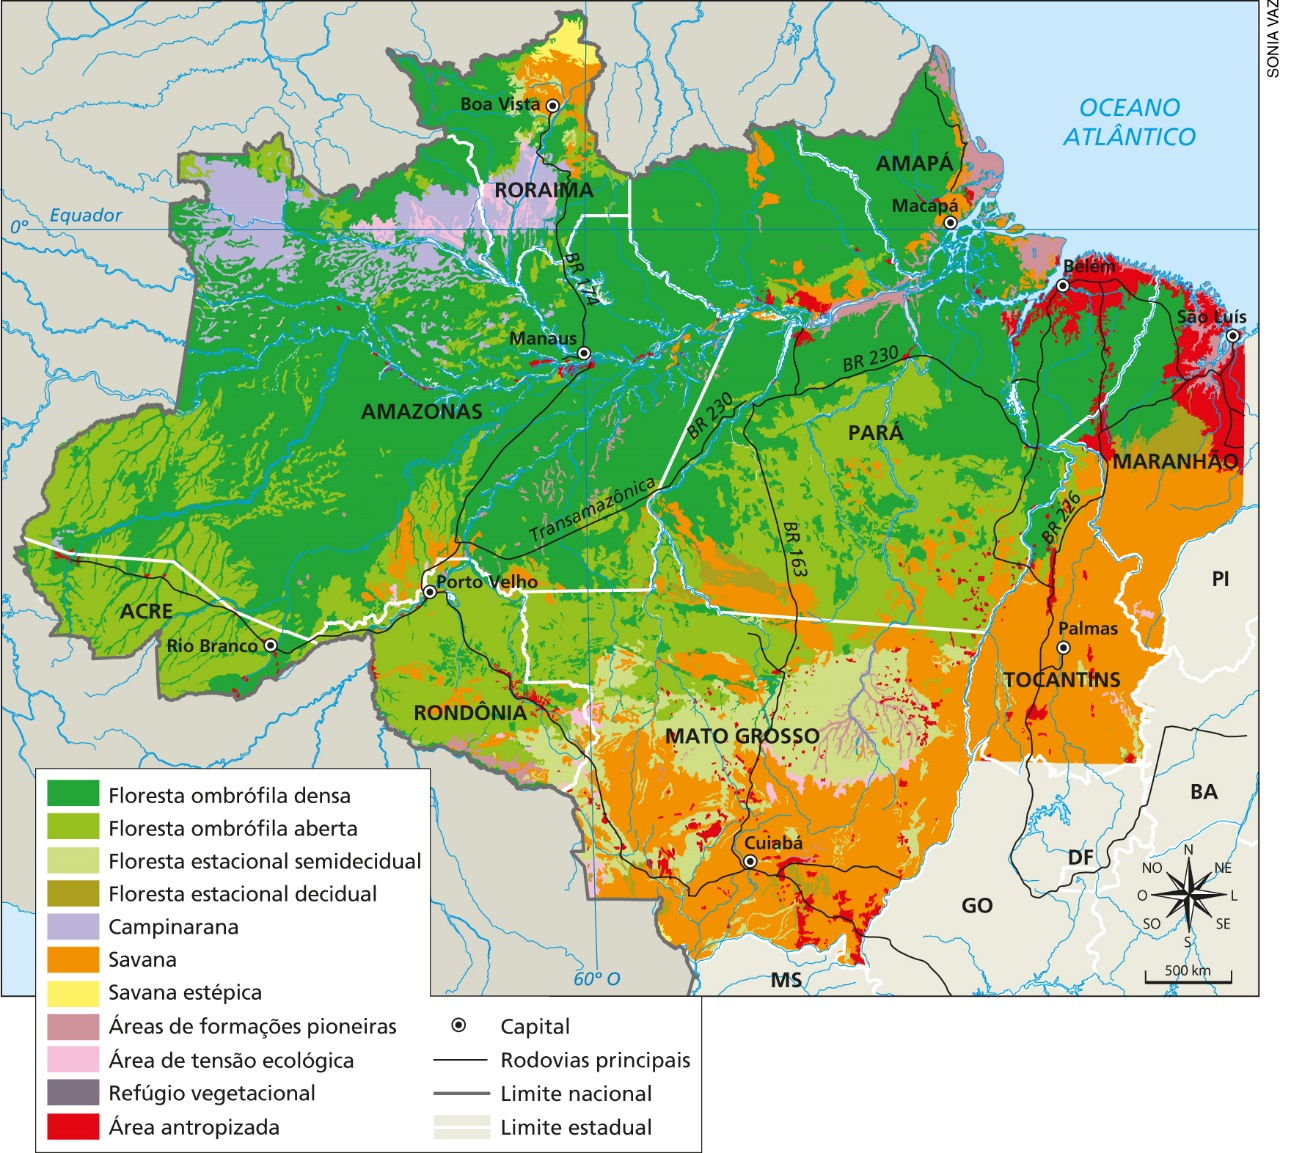 SONIA VAZ
OCEANO
ATLÂNTICO
Boa Vista
AMAPÁ
RORAIMA
Macapá
Equador
0°
Belém
BR 174
São Luís
Manaus
BR 230
AMAZONAS
BR 230
PARÁ
MARANHÃO
Transamazônica
BR 226
BR 163
PI
Porto Velho
ACRE
Palmas
Rio Branco
TOCANTINS
RONDÔNIA
MATO GROSSO
BA
Cuiabá
DF
N
NO
NE
O
L
SO
SE
S
GO
500 km
60° O
MS
Floresta ombrófila densa
Floresta ombrófila aberta
Floresta estacional semidecidual
Floresta estacional decidual
Campinarana
Savana
Savana estépica
Áreas de formações pioneiras
Área de tensão ecológica
Refúgio vegetacional
Área antropizada
Capital
Rodovias principais
Limite nacional
Limite estadual